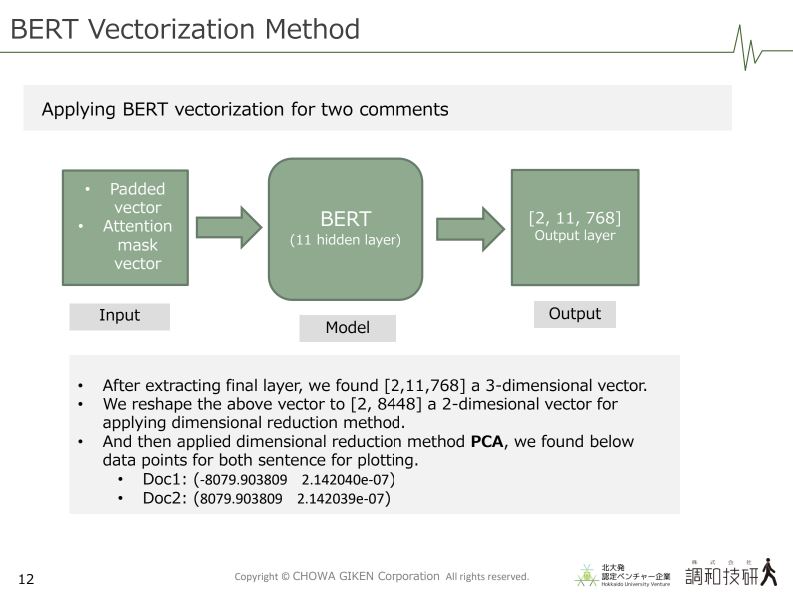 BERT Vectorization Method
Applying BERT vectorization for two comments
• Padded
vector
• Attention
mask
vector
BERT
(11 hidden layer)
[2, 11, 768]
Output layer
Input
Model
Output
• After extracting final layer, we found [2,11,768] a 3-dimensional vector.
• We reshape the above vector to [2, 8448] a 2-dimesional vector for
applying dimensional reduction method.
• And then applied dimensional reduction method PCA, we found below
data points for both sentence for plotting.
• Doc1: (-8079.903809 2.142040e-07)
• Doc2: (8079.903809 2.142039e-07)
12
Copyright © CHOWA GIKEN Corporation All rights reserved.
北大発
認定ベンチャー企業
Hokkaido University Venture
株式会社
調和技研